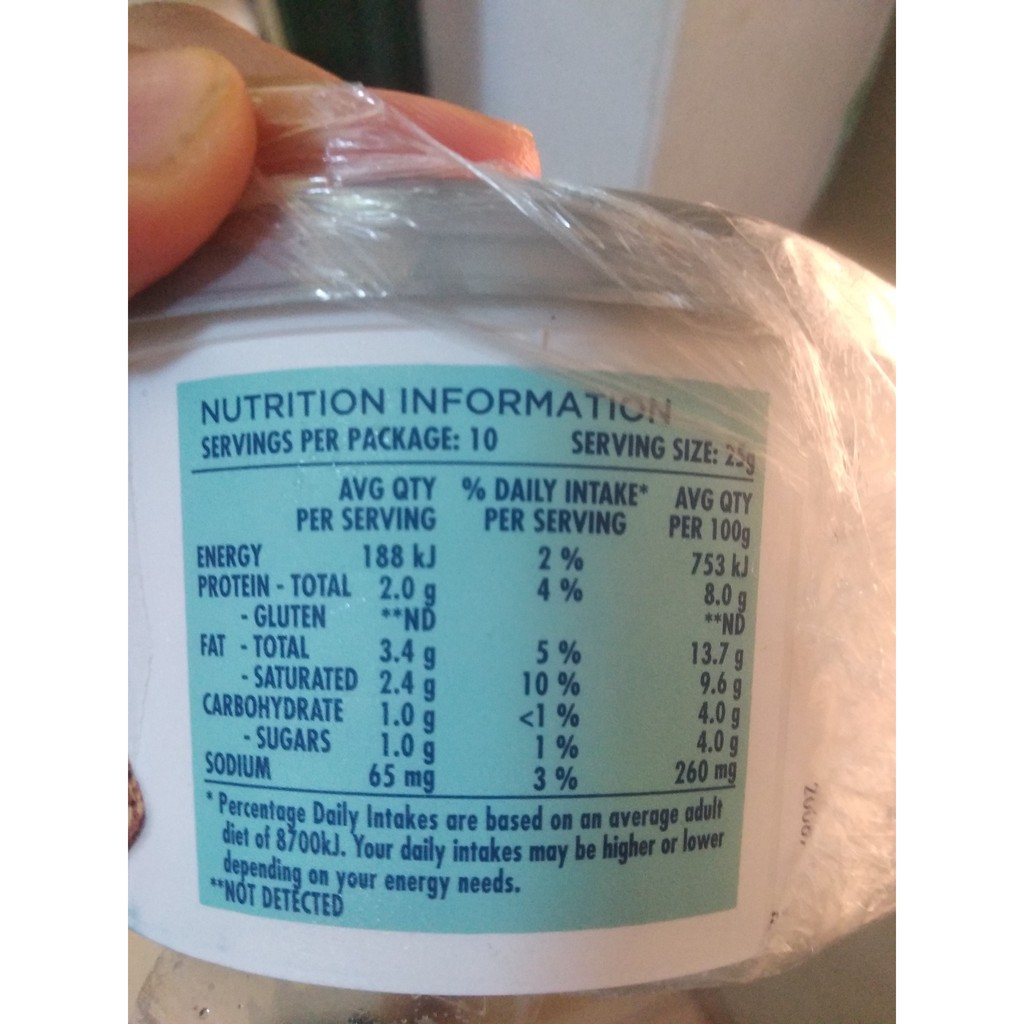 NUTRITION INFORMATION
SERVINGS PER PACKAGE: 10 SERVING SIZE: 25g
AVG QTY % DAILY INTAKE* AVG QTY
PER SERVING PER SERVING PER 100g
ENERGY 188 kJ 2 % 753 kJ
PROTEIN - TOTAL 2.0 g 4 % 8.0 g
- GLUTEN **ND **ND
FAT - TOTAL 3.4 g 5 % 13.7 g
- SATURATED 2.4 g 10 % 9.6 g
CARBOHYDRATE 1.0 g <1 % 4.0 g
- SUGARS 1.0 g 1 % 4.0 g
SODIUM 65 mg 3 % 260 mg
* Percentage Daily Intakes are based on an average adult
diet of 8700kJ. Your daily intakes may be higher or lower
depending on your energy needs.
**NOT DETECTED